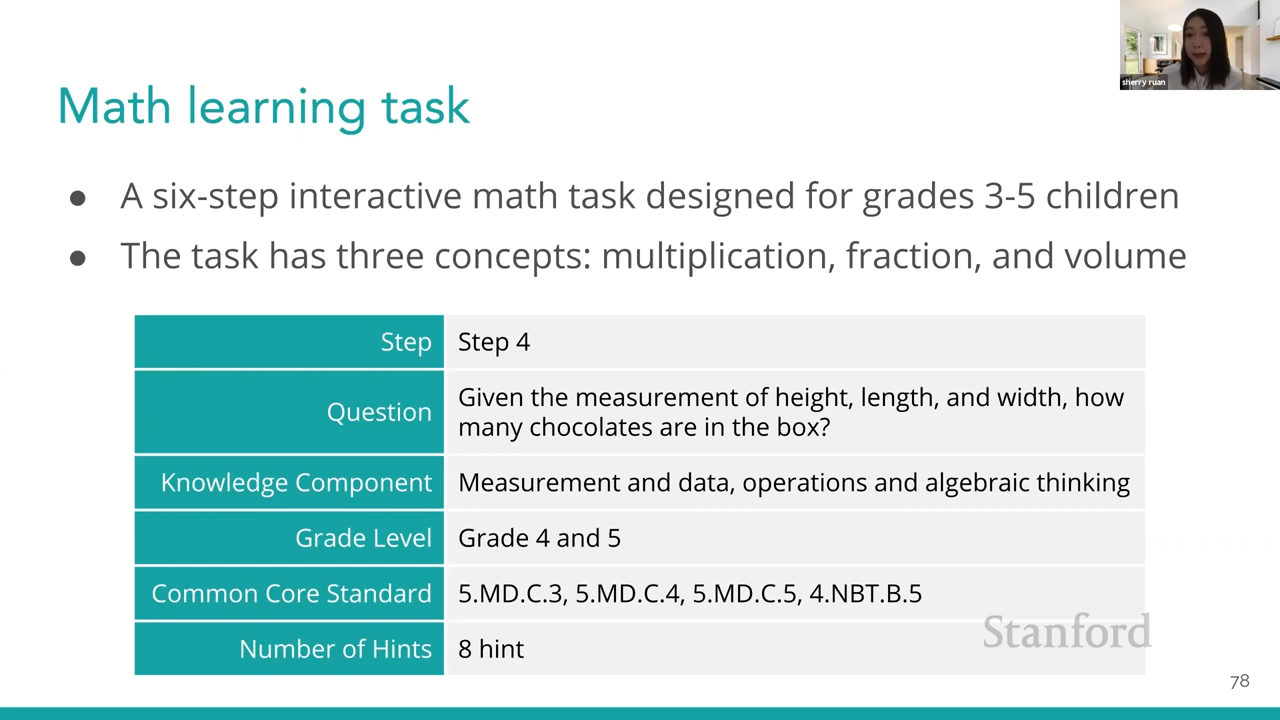 sherry ruan
Math learning task
● A six-step interactive math task designed for grades 3-5 children
● The task has three concepts: multiplication, fraction, and volume
Step
Step 4
Question
Given the measurement of height, length, and width, how
many chocolates are in the box?
Knowledge Component
Measurement and data, operations and algebraic thinking
Grade Level
Grade 4 and 5
Common Core Standard
5.MD.C.3, 5.MD.C.4, 5.MD.C.5, 4.NBT.B.5
Number of Hints
8 hint
Stanford
78